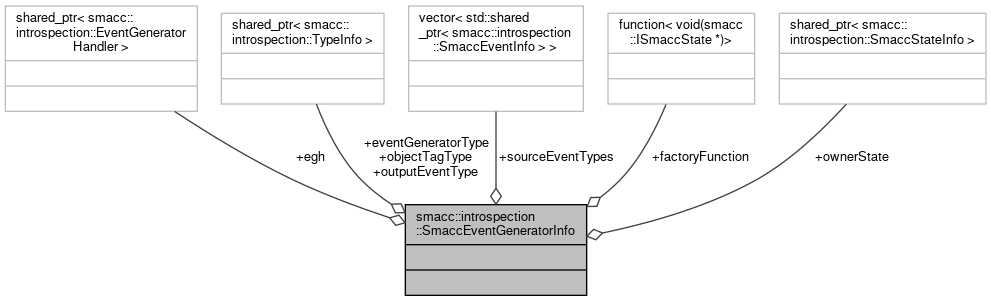 shared_ptr< smacc::
introspection::EventGenerator
Handler >
shared_ptr< smacc::
introspection::TypeInfo >
vector< std::shared
_ptr< smacc::introspection
::SmaccEventInfo > >
function< void(smacc
::ISmaccState *)>
shared_ptr< smacc::
introspection::SmaccStateInfo >
+egh
+eventGeneratorType
+objectTagType
+outputEventType
+sourceEventTypes
+factoryFunction
+ownerState
smacc::introspection
::SmaccEventGeneratorInfo